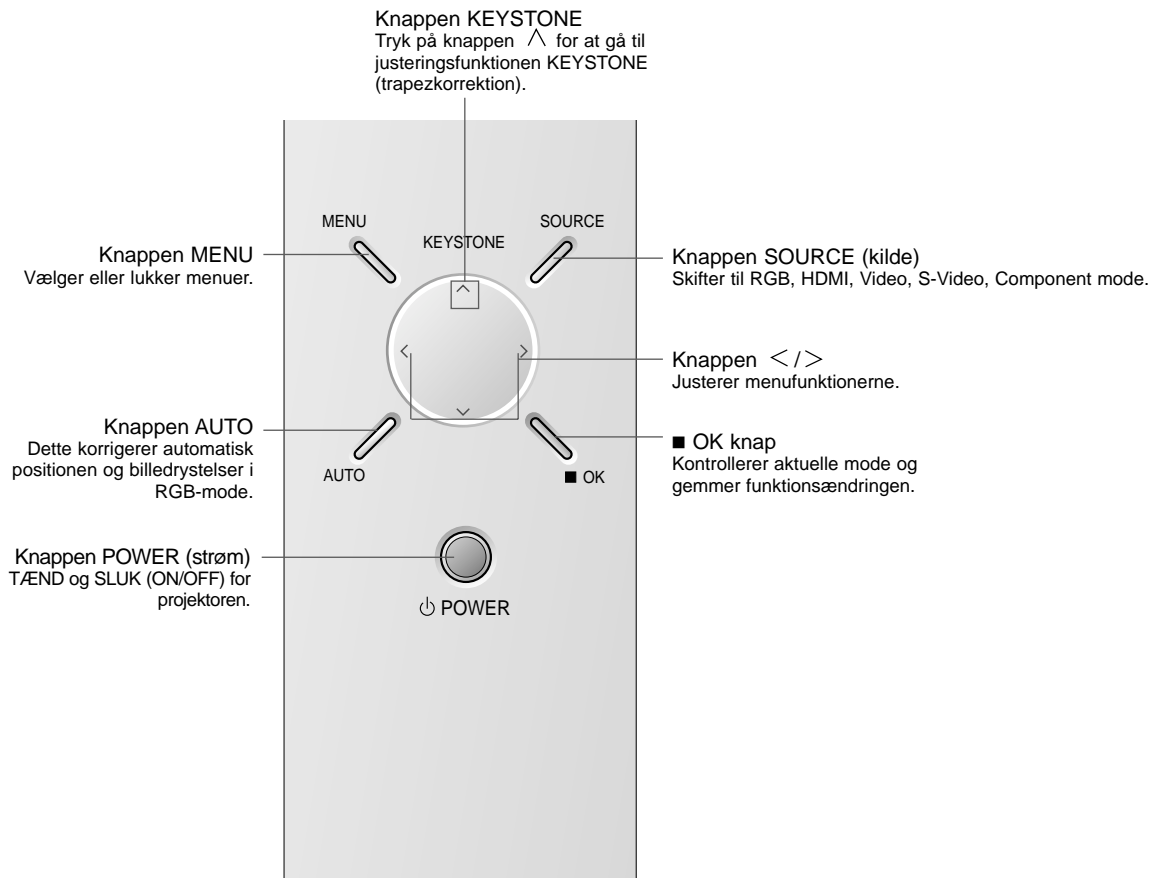 Knappen KEYSTONE
Tryk på knappen ∧ for at gå til
justeringsfunktionen KEYSTONE
(trapezkorrektion).
MENU
SOURCE
KEYSTONE
Knappen MENU
Vælger eller lukker menuer.
Knappen SOURCE (kilde)
Skifter til RGB, HDMI, Video, S-Video, Component mode.
Knappen </>
Justerer menufunktionerne.
Knappen AUTO
Dette korrigerer automatisk
positionen og billedrystelser i
RGB-mode.
■ OK knap
Kontrollerer aktuelle mode og
gemmer funktionsændringen.
AUTO
■ OK
Knappen POWER (strøm)
TÆND og SLUK (ON/OFF) for
projektoren.
⏻ POWER